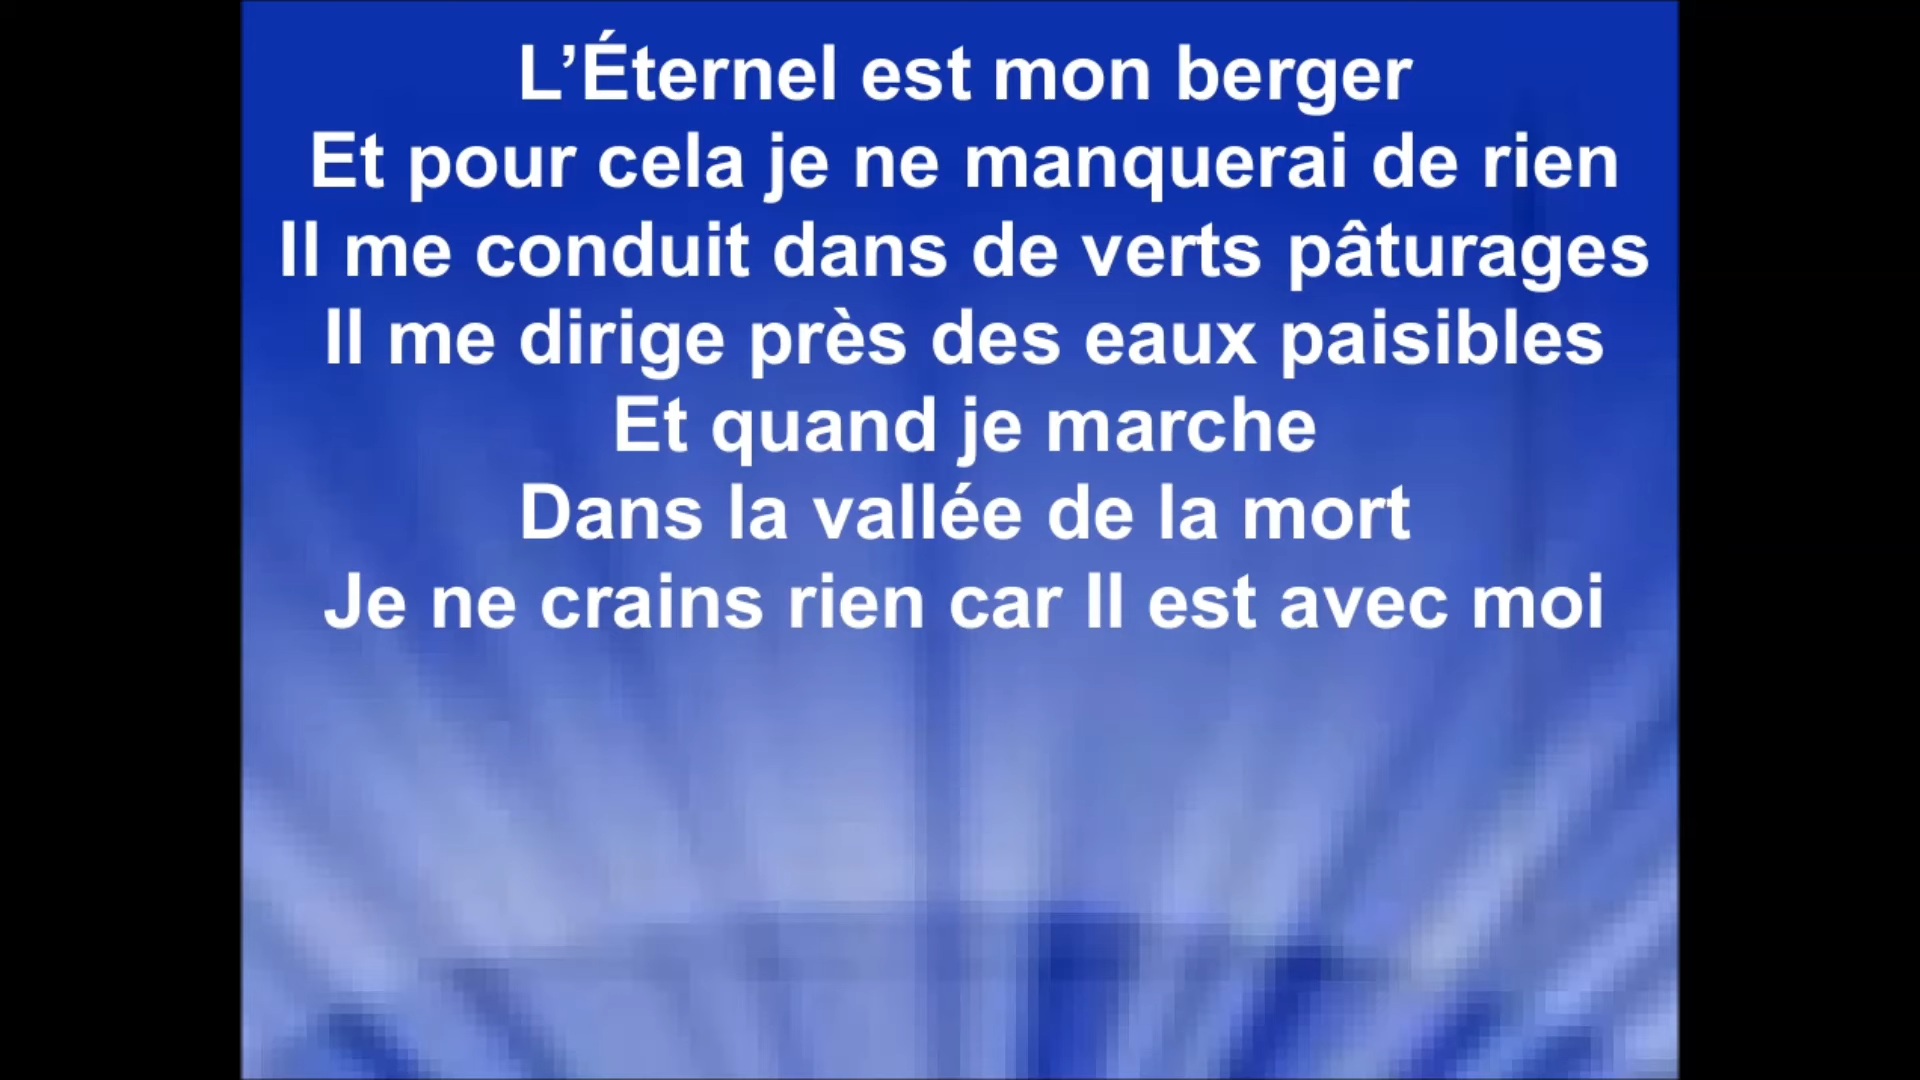 L’Éternel est mon berger
Et pour cela je ne manquerai de rien
Il me conduit dans de verts pâturages
Il me dirige près des eaux paisibles
Et quand je marche
Dans la vallée de la mort
Je ne crains rien car Il est avec moi